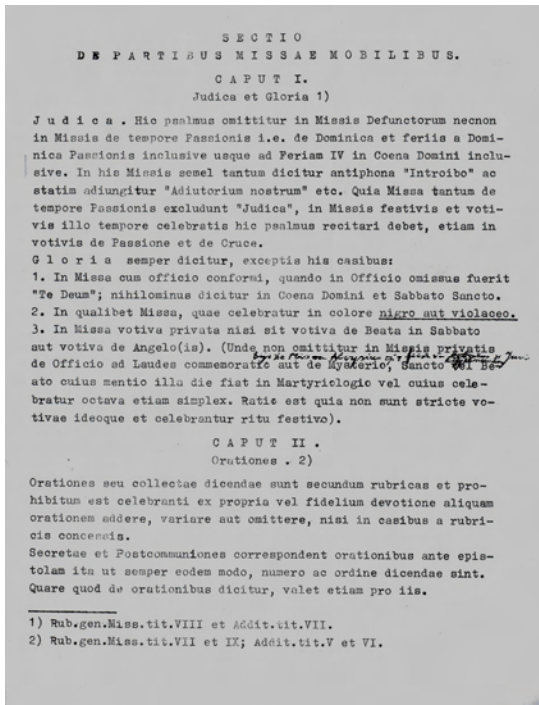 SECTIO
DE PARTIBUS MISSAE MOBILIBUS.
CAPUT I.
Judica et Gloria 1)
Judica. Hic psalmus omittitur in Missis Defunctorum necnon
in Missis de tempore Passionis i.e. de Dominica et feriis a Domi-
nica Passionis inclusive usque ad Feriam IV in Coena Domini inclu-
sive. In his Missis semel tantum dicitur antiphona "Introibo" ac
statim adiungitur "Adiutorium nostrum" etc. Quia Missa tantum de
tempore Passionis excludunt "Judica", in Missis festivis et voti-
vis illo tempore celebratis hic psalmus recitari debet, etiam in
votivis de Passione et de Cruce.
Gloria semper dicitur, exceptis his casibus:
1. In Missa cum officio conformi, quando in Officio omissus fuerit
"Te Deum"; nihilominus dicitur in Coena Domini et Sabbato Sancto.
2. In qualibet Missa, quae celebratur in colore nigro aut violaceo.
3. In Missa votiva privata nisi sit votiva de Beata in Sabbato
aut votiva de Angelo(is). (Unde non omittitur in Missis privatis
de Officio ad Laudes commemoratio aut de Mysterio, Sancto vel Be-
ato cuius mentio illa die fiat in Martyriologio vel cuius cele-
bratur octava etiam simplex. Ratio est quia non sunt stricte vo-
tivae ideoque et celebrantur ritu festivo).
CAPUT II.
Orationes. 2)
Orationes seu collectae dicendae sunt secundum rubricas et pro-
hibitum est celebranti ex propria vel fidelium devotione aliquam
orationem addere, variare aut omittere, nisi in casibus a rubri-
cis concessis.
Secretae et Postcommuniones correspondent orationibus ante epis-
tolam ita ut semper eodem modo, numero ac ordine dicendae sint.
Quare quod de orationibus dicitur, valet etiam pro iis.
1) Rub.gen.Miss.tit.VIII et Addit.tit.VII.
2) Rub.gen.Miss.tit.VII et IX; Addit.tit.V et VI.